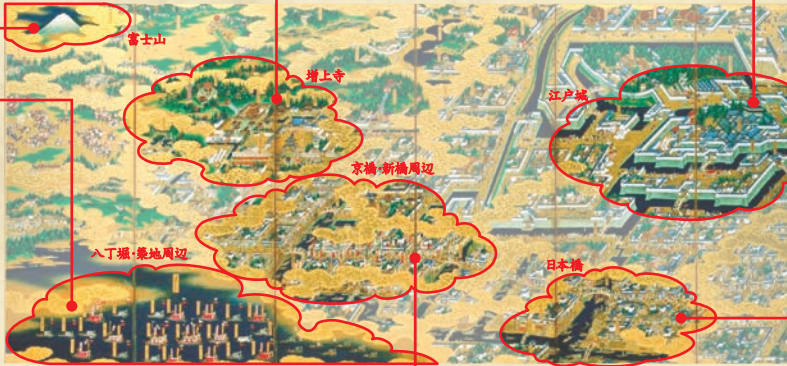 富士山
増上寺
江戸城
京橋・新橋周辺
八丁堀・築地周辺
日本橋